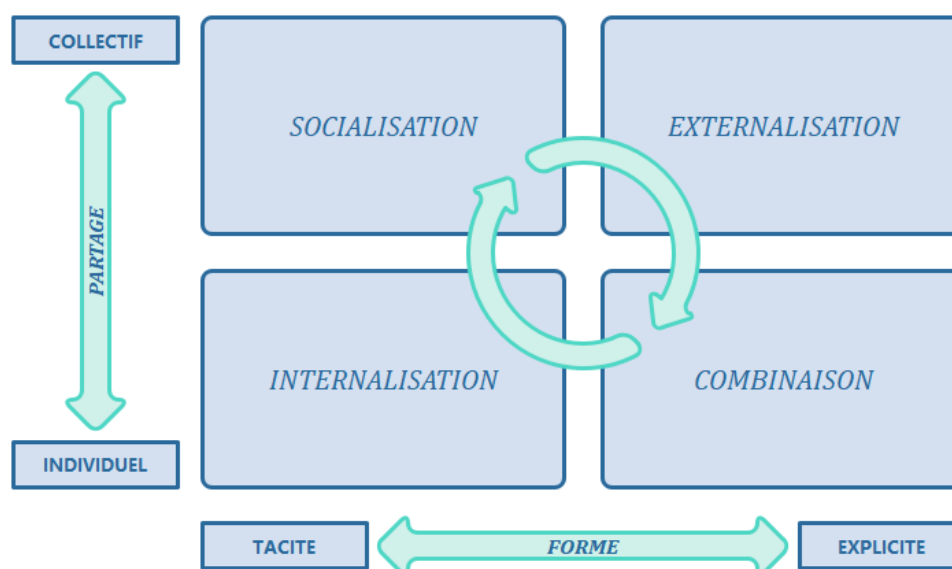 COLLECTIF
SOCIALISATION
EXTERNALISATION
PARTAGE
INTERNALISATION
COMBINAISON
INDIVIDUEL
TACITE
FORME
EXPLICITE